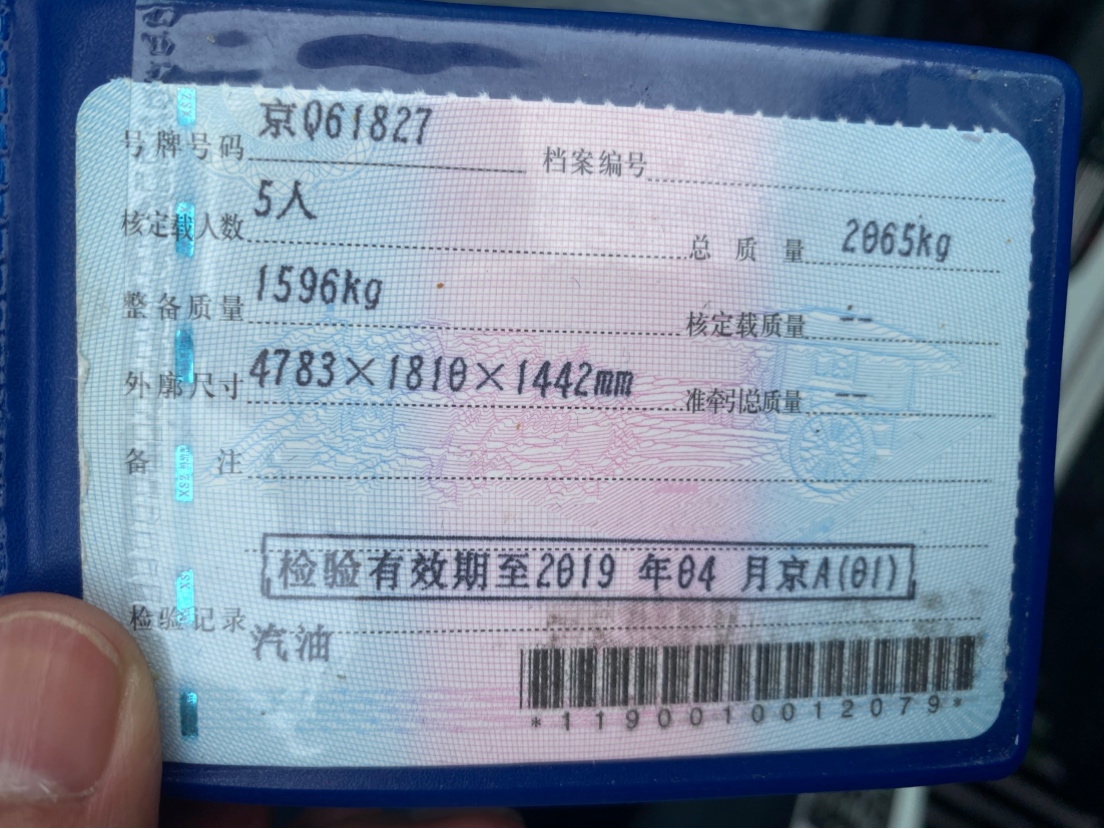 号牌号码 京Q61827 档案编号
核定载人数 5人 总质量 2065kg
整备质量 1596kg 核定载质量 --
外廓尺寸 4783×1810×1442mm 准牵引总质量 --
备注
检验有效期至2019 年04 月京A(01)
检验记录
汽油
*1190010012079*